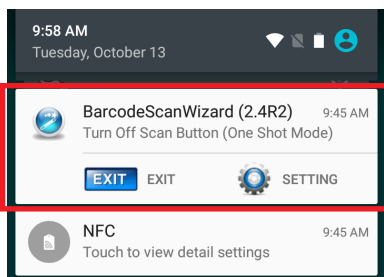 9:58 AM
Tuesday, October 13
BarcodeScanWizard (2.4R2) 9:45 AM
Turn Off Scan Button (One Shot Mode)
EXIT EXIT SETTING
NFC 9:45 AM
Touch to view detail settings